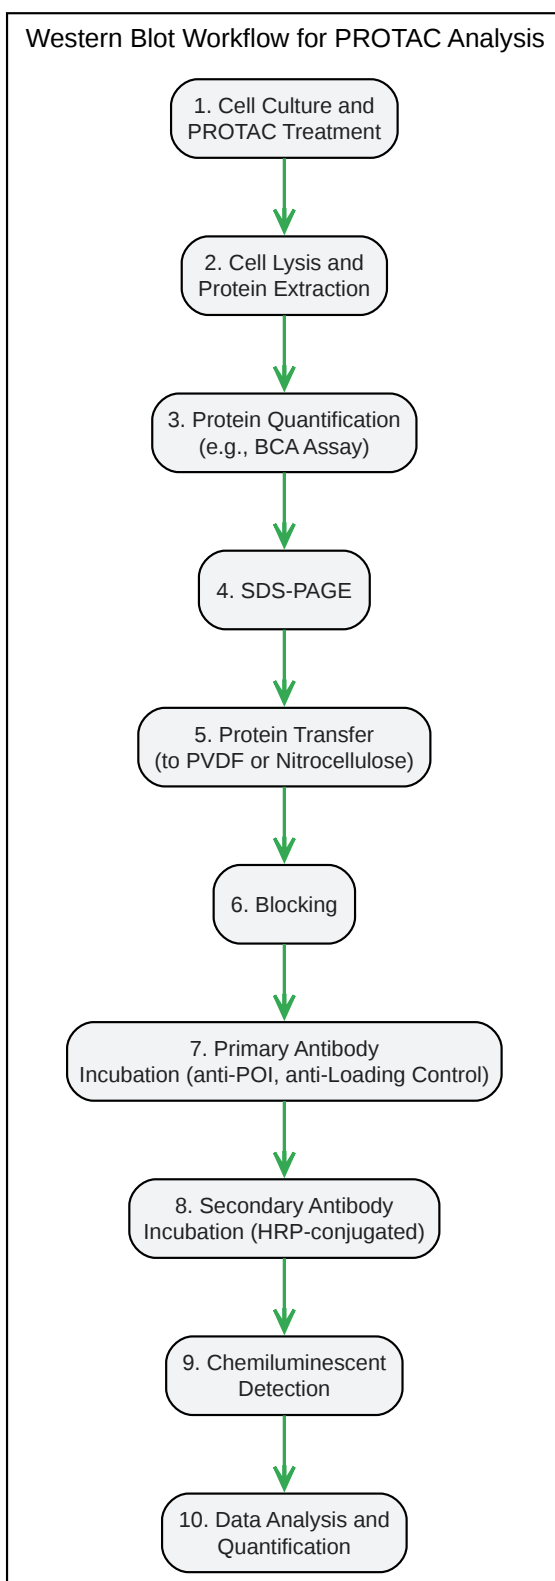 Western Blot Workflow for PROTAC Analysis
1. Cell Culture and
PROTAC Treatment
2. Cell Lysis and
Protein Extraction
3. Protein Quantification
(e.g., BCA Assay)
4. SDS-PAGE
5. Protein Transfer
(to PVDF or Nitrocellulose)
6. Blocking
7. Primary Antibody
Incubation (anti-POI, anti-Loading Control)
8. Secondary Antibody
Incubation (HRP-conjugated)
9. Chemiluminescent
Detection
10. Data Analysis and
Quantification